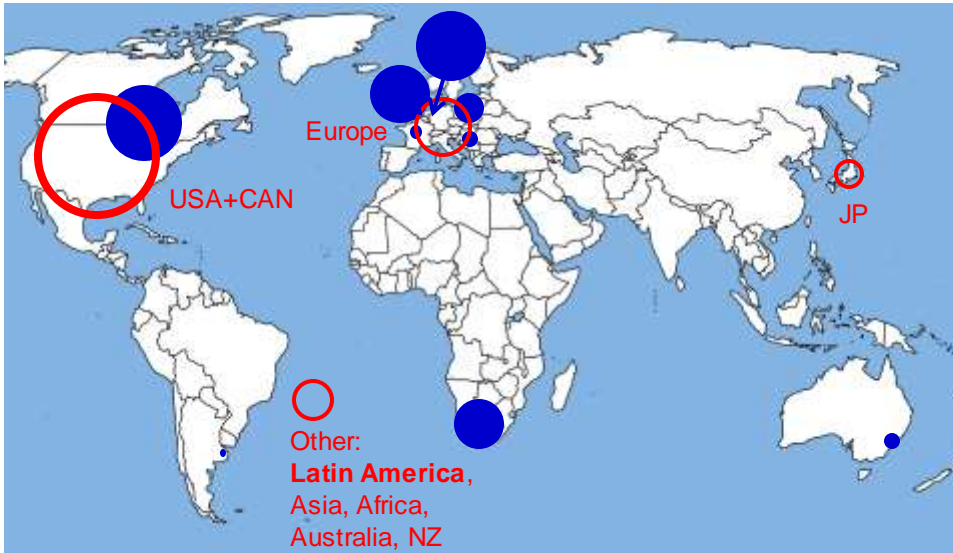 Europe
USA+CAN
JP
Other:
Latin America,
Asia, Africa,
Australia, NZ